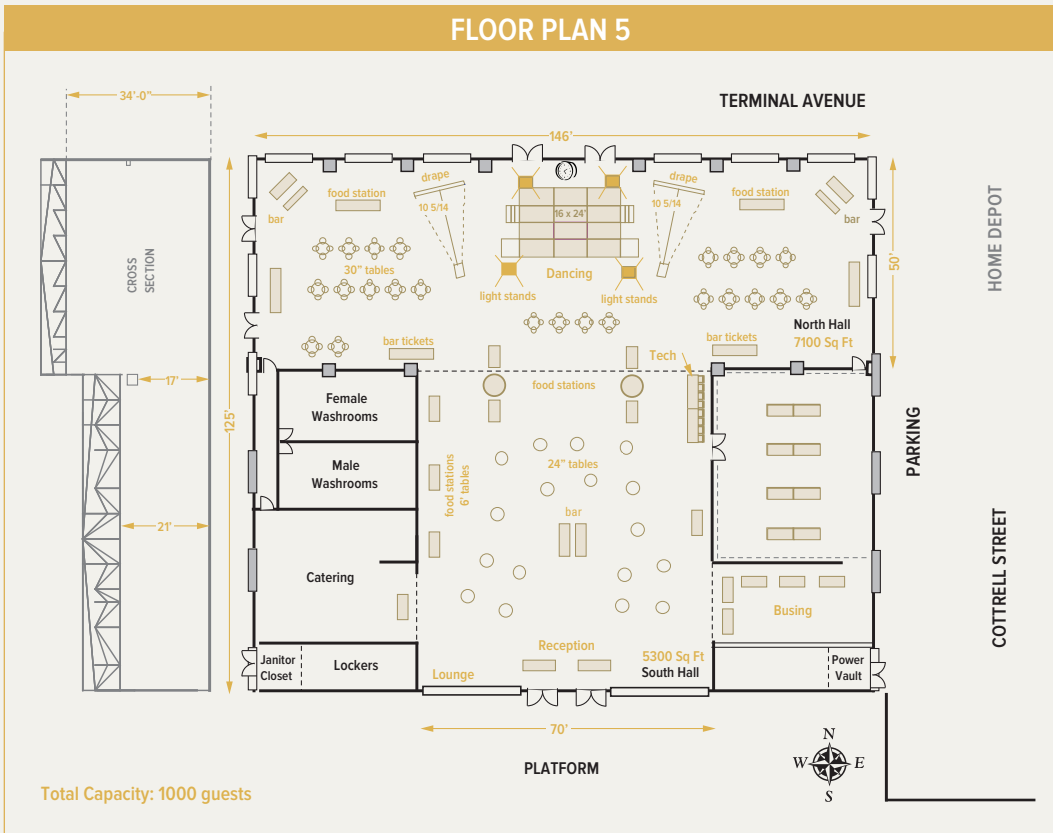 FLOOR PLAN 5
34'-0"
TERMINAL AVENUE
146'
CROSS
SECTION
17'
21'
125'
50'
bar
food station
drape
10 5/14
16 x 24'
drape
10 5/14
food station
bar
30" tables
light stands
Dancing
light stands
bar tickets
bar tickets
North Hall
7100 Sq Ft
Tech
food stations
Female
Washrooms
Male
Washrooms
food stations
6' tables
24" tables
bar
Catering
Busing
Reception
5300 Sq Ft
South Hall
Janitor
Closet
Lockers
Lounge
Power
Vault
70'
PLATFORM
HOME DEPOT
PARKING
COTTRELL STREET
N
W E
S
Total Capacity: 1000 guests